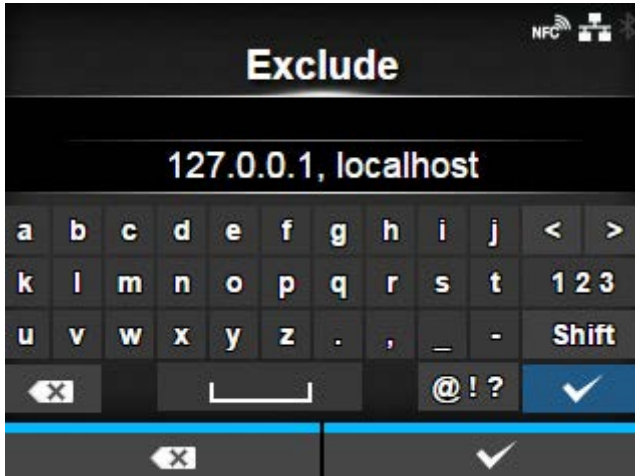 NFC
Exclude
127.0.0.1, localhost
a b c d e f g h i j < >
k l m n o p q r s t 1 2 3
u v w x y z . , _ - Shift
@ ! ?